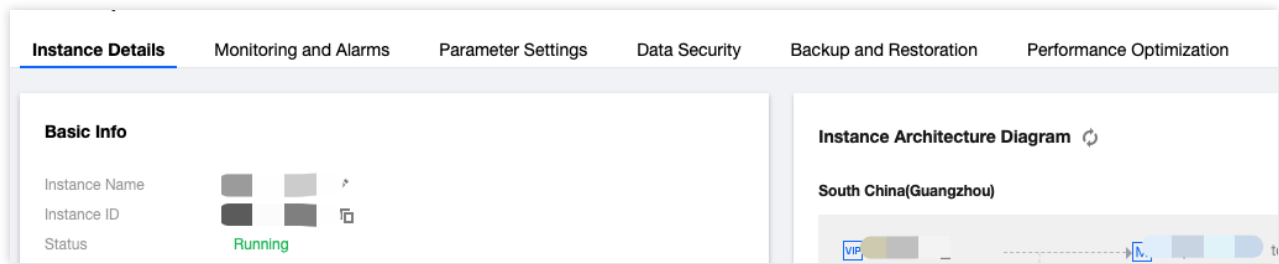 Instance Details Monitoring and Alarms Parameter Settings Data Security Backup and Restoration Performance Optimization
Basic Info
Instance Name
Instance ID
Status Running
Instance Architecture Diagram
South China(Guangzhou)
VIP